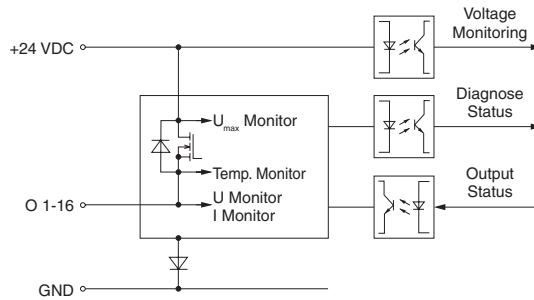 Voltage
Monitoring
+24 VDC
Diagnose
Status
Umax Monitor
Temp. Monitor
Output
Status
U Monitor
I Monitor
O 1-16
GND